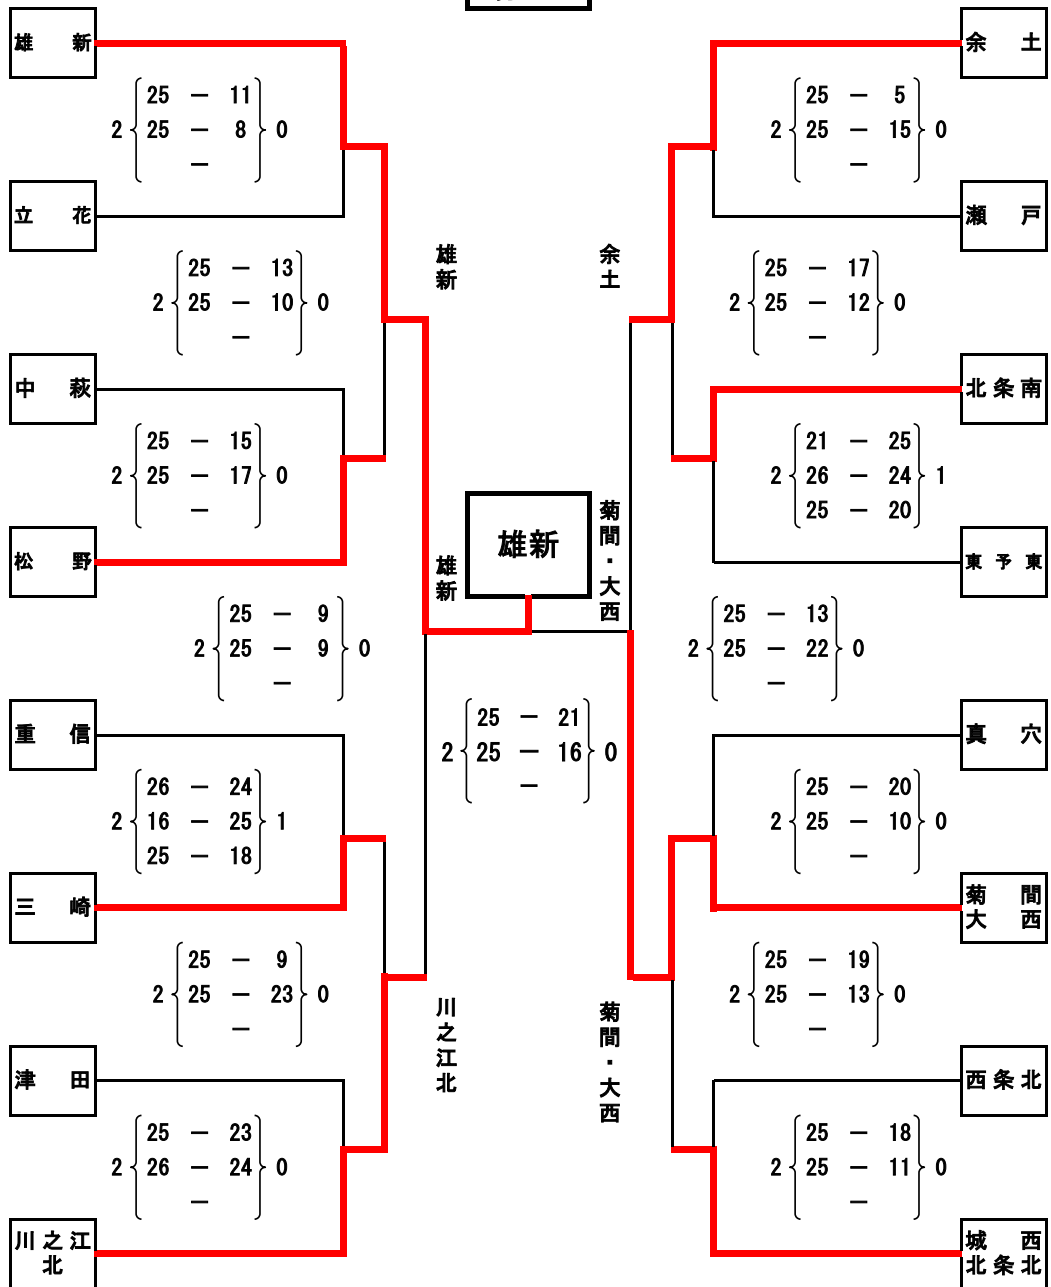 雄 新
25 — 11
2 25 — 8 0
—
立 花
25 — 13
2 25 — 10 0
—
中 萩
25 — 15
2 25 — 17 0
—
松 野
25 — 9
2 25 — 9 0
—
重 信
26 — 24
2 16 — 25 1
25 — 18
三 崎
25 — 9
2 25 — 23 0
—
津 田
25 — 23
2 26 — 24 0
—
川之江
北
雄新
雄新
川之江北
雄新
25 — 21
2 25 — 16 0
—
余土
菊間・大西
菊間・大西
余 土
25 — 5
2 25 — 15 0
—
瀬 戸
25 — 17
2 25 — 12 0
—
北条南
21 — 25
2 26 — 24 1
25 — 20
東予東
25 — 13
2 25 — 22 0
—
真 穴
25 — 20
2 25 — 10 0
—
菊 間
大 西
25 — 19
2 25 — 13 0
—
西条北
25 — 18
2 25 — 11 0
—
城 西
北条北